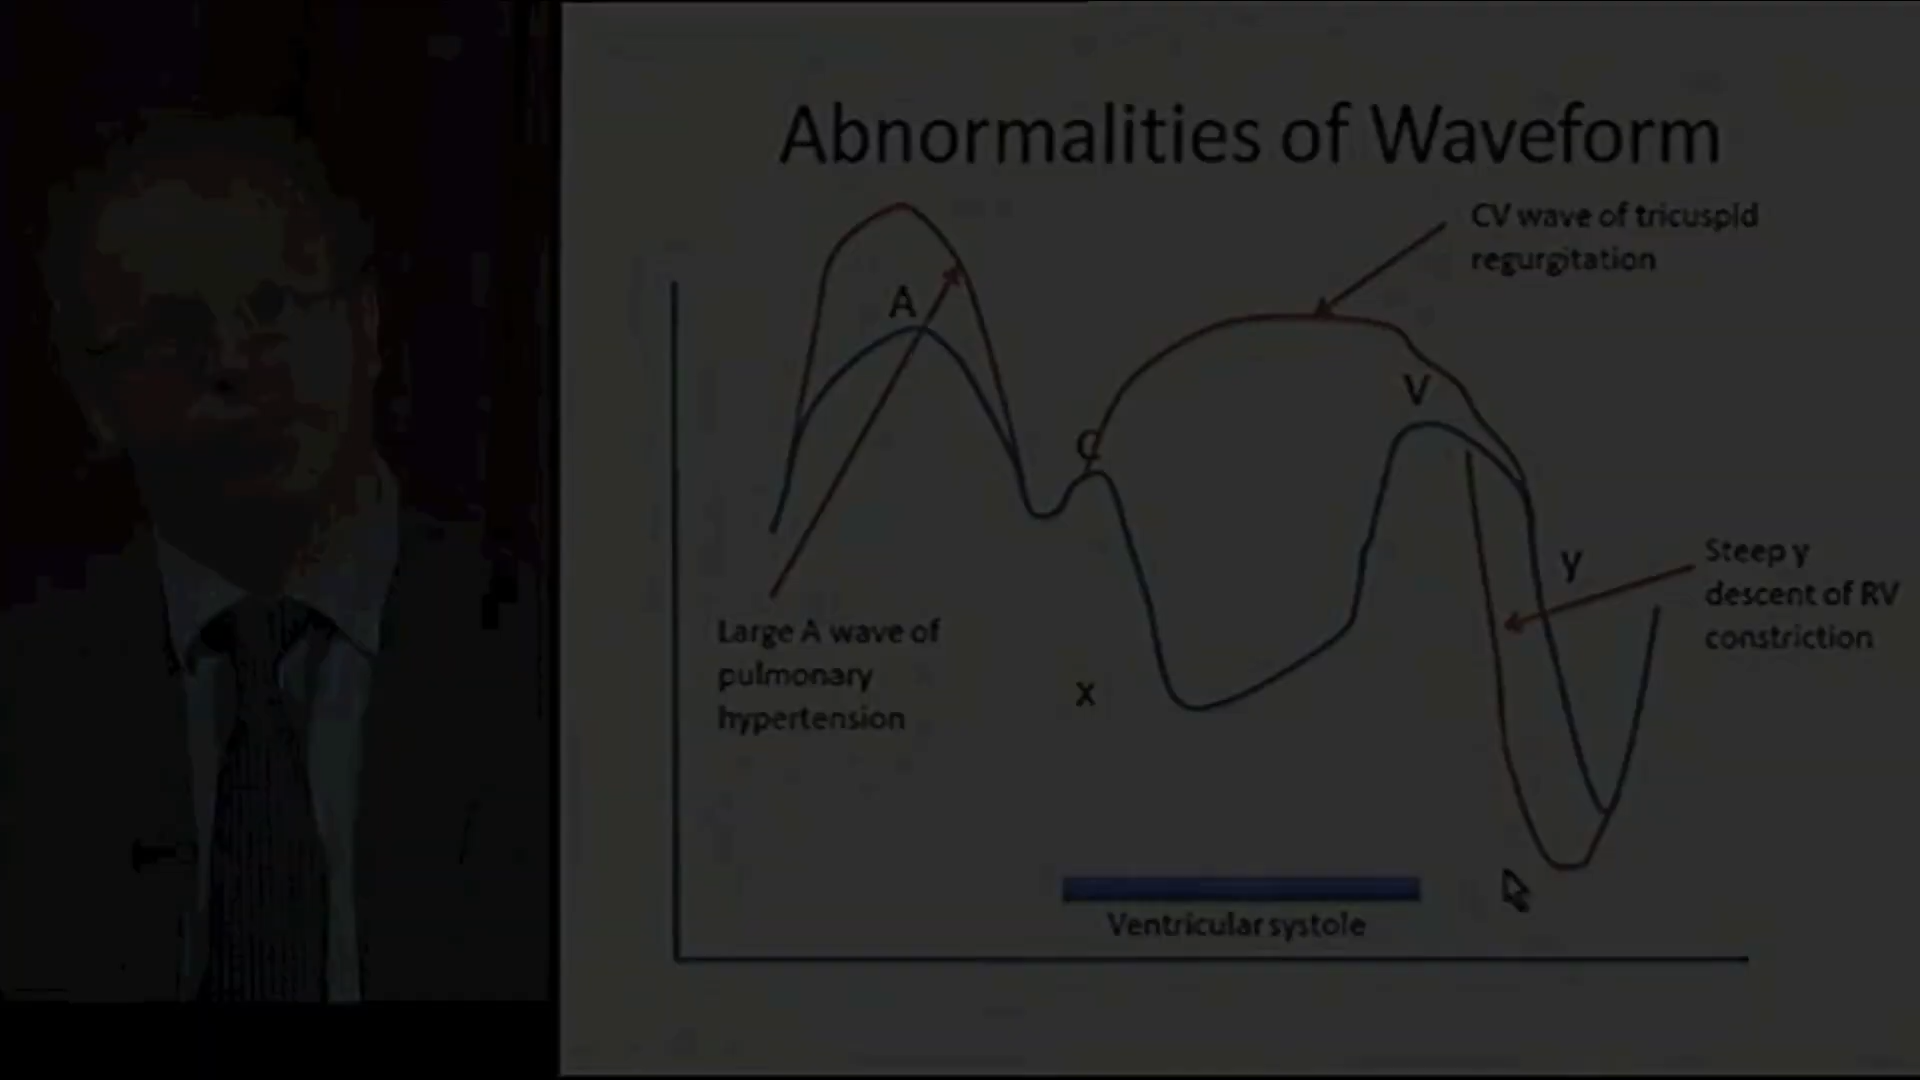 Abnormalities of Waveform
CV wave of tricuspid
regurgitation
A
V
C
y
Steep y
descent of RV
constriction
Large A wave of
pulmonary
hypertension
x
Ventricular systole